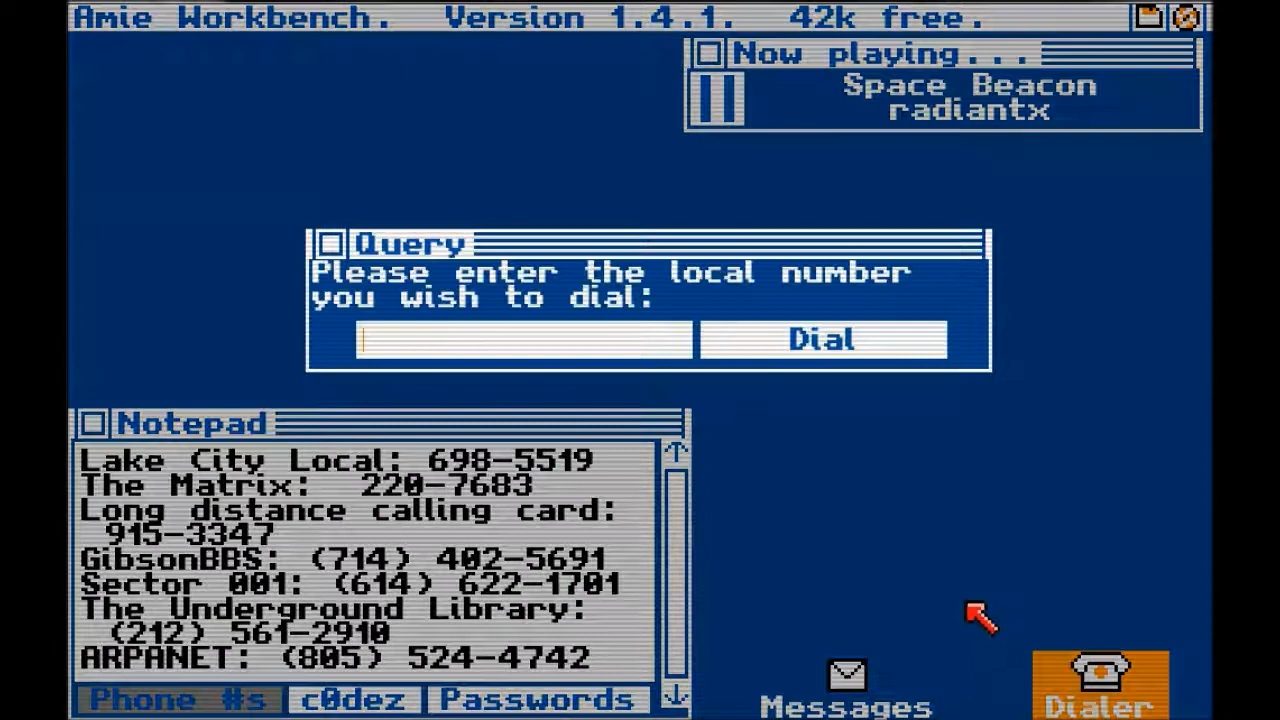 Amie Workbench. Version 1.4.1. 42k free.
Now playing...
Space Beacon
radiantx
Query
Please enter the local number
you wish to dial:
Dial
Notepad
Lake City Local: 698-5519
The Matrix: 220-7683
Long distance calling card:
915-3347
GibsonBBS: (714) 402-5691
Sector 001: (614) 622-1701
The Underground Library:
(212) 561-2910
ARPANET: (805) 524-4742
Phone #s c0dez Passwords
Messages
Dialer